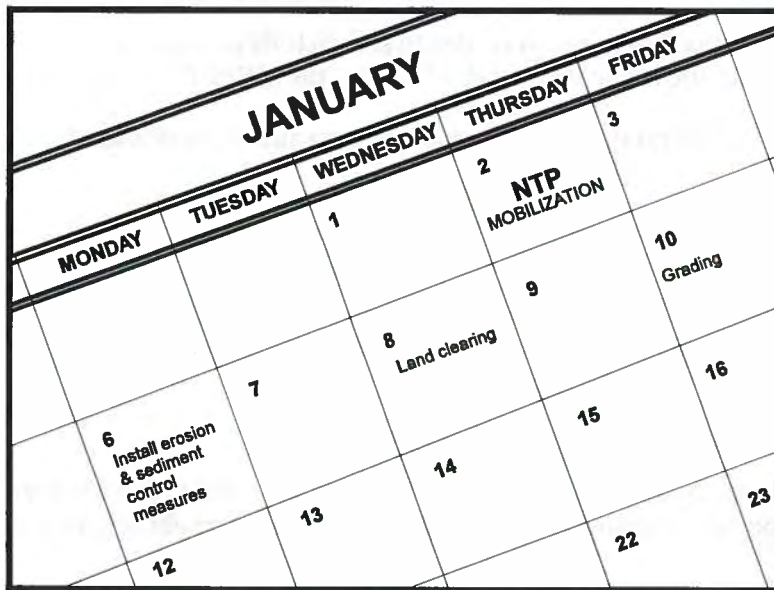 JANUARY
MONDAY
TUESDAY
WEDNESDAY
THURSDAY
FRIDAY
1
2
NTP
MOBILIZATION
3
6
Install erosion
& sediment
control
measures
7
8
Land clearing
9
10
Grading
12
13
14
15
16
22
23